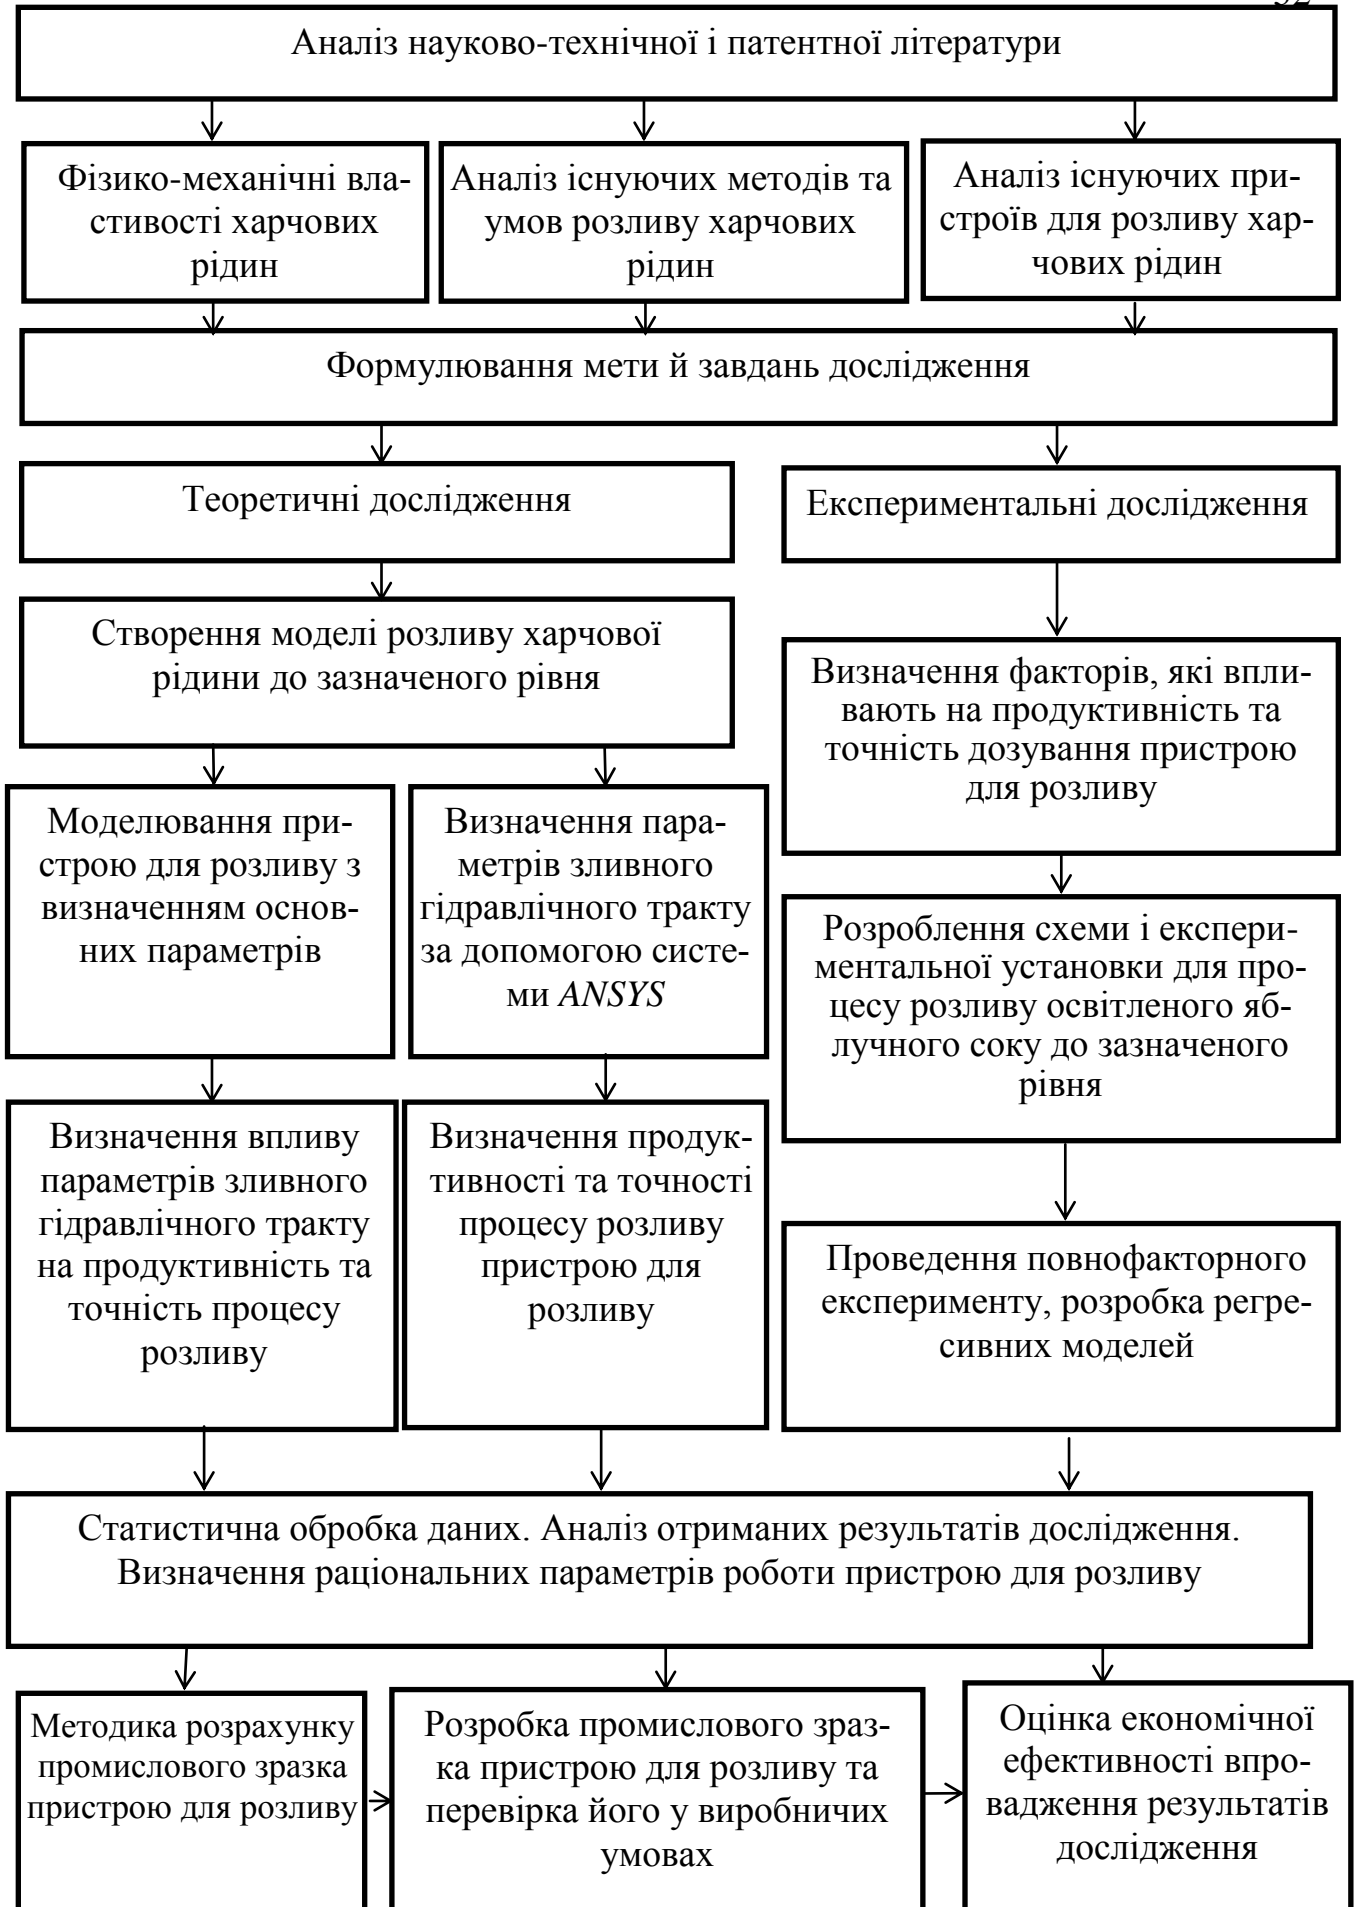 Аналіз науково-технічної і патентної літератури
Фізико-механічні вла-
стивості харчових
рідин
Аналіз існуючих методів та
умов розливу харчових
рідин
Аналіз існуючих при-
строїв для розливу хар-
чових рідин
Формулювання мети й завдань дослідження
Теоретичні дослідження
Експериментальні дослідження
Створення моделі розливу харчової
рідини до зазначеного рівня
Визначення факторів, які впли-
вають на продуктивність та
точність дозування пристрою
для розливу
Моделювання при-
строю для розливу з
визначенням основ-
них параметрів
Визначення пара-
метрів зливного
гідравлічного тракту
за допомогою систе-
ми ANSYS
Розроблення схеми і експери-
ментальної установки для про-
цесу розливу освітленого яб-
лучного соку до зазначеного
рівня
Визначення впливу
параметрів зливного
гідравлічного тракту
на продуктивність та
точність процесу
розливу
Визначення продук-
тивності та точності
процесу розливу
пристрою для
розливу
Проведення повнофакторного
експерименту, розробка регре-
сивних моделей
Статистична обробка даних. Аналіз отриманих результатів дослідження.
Визначення раціональних параметрів роботи пристрою для розливу
Методика розрахунку
промислового зразка
пристрою для розливу
Розробка промислового зраз-
ка пристрою для розливу та
перевірка його у виробничих
умовах
Оцінка економічної
ефективності впро-
вадження результатів
дослідження